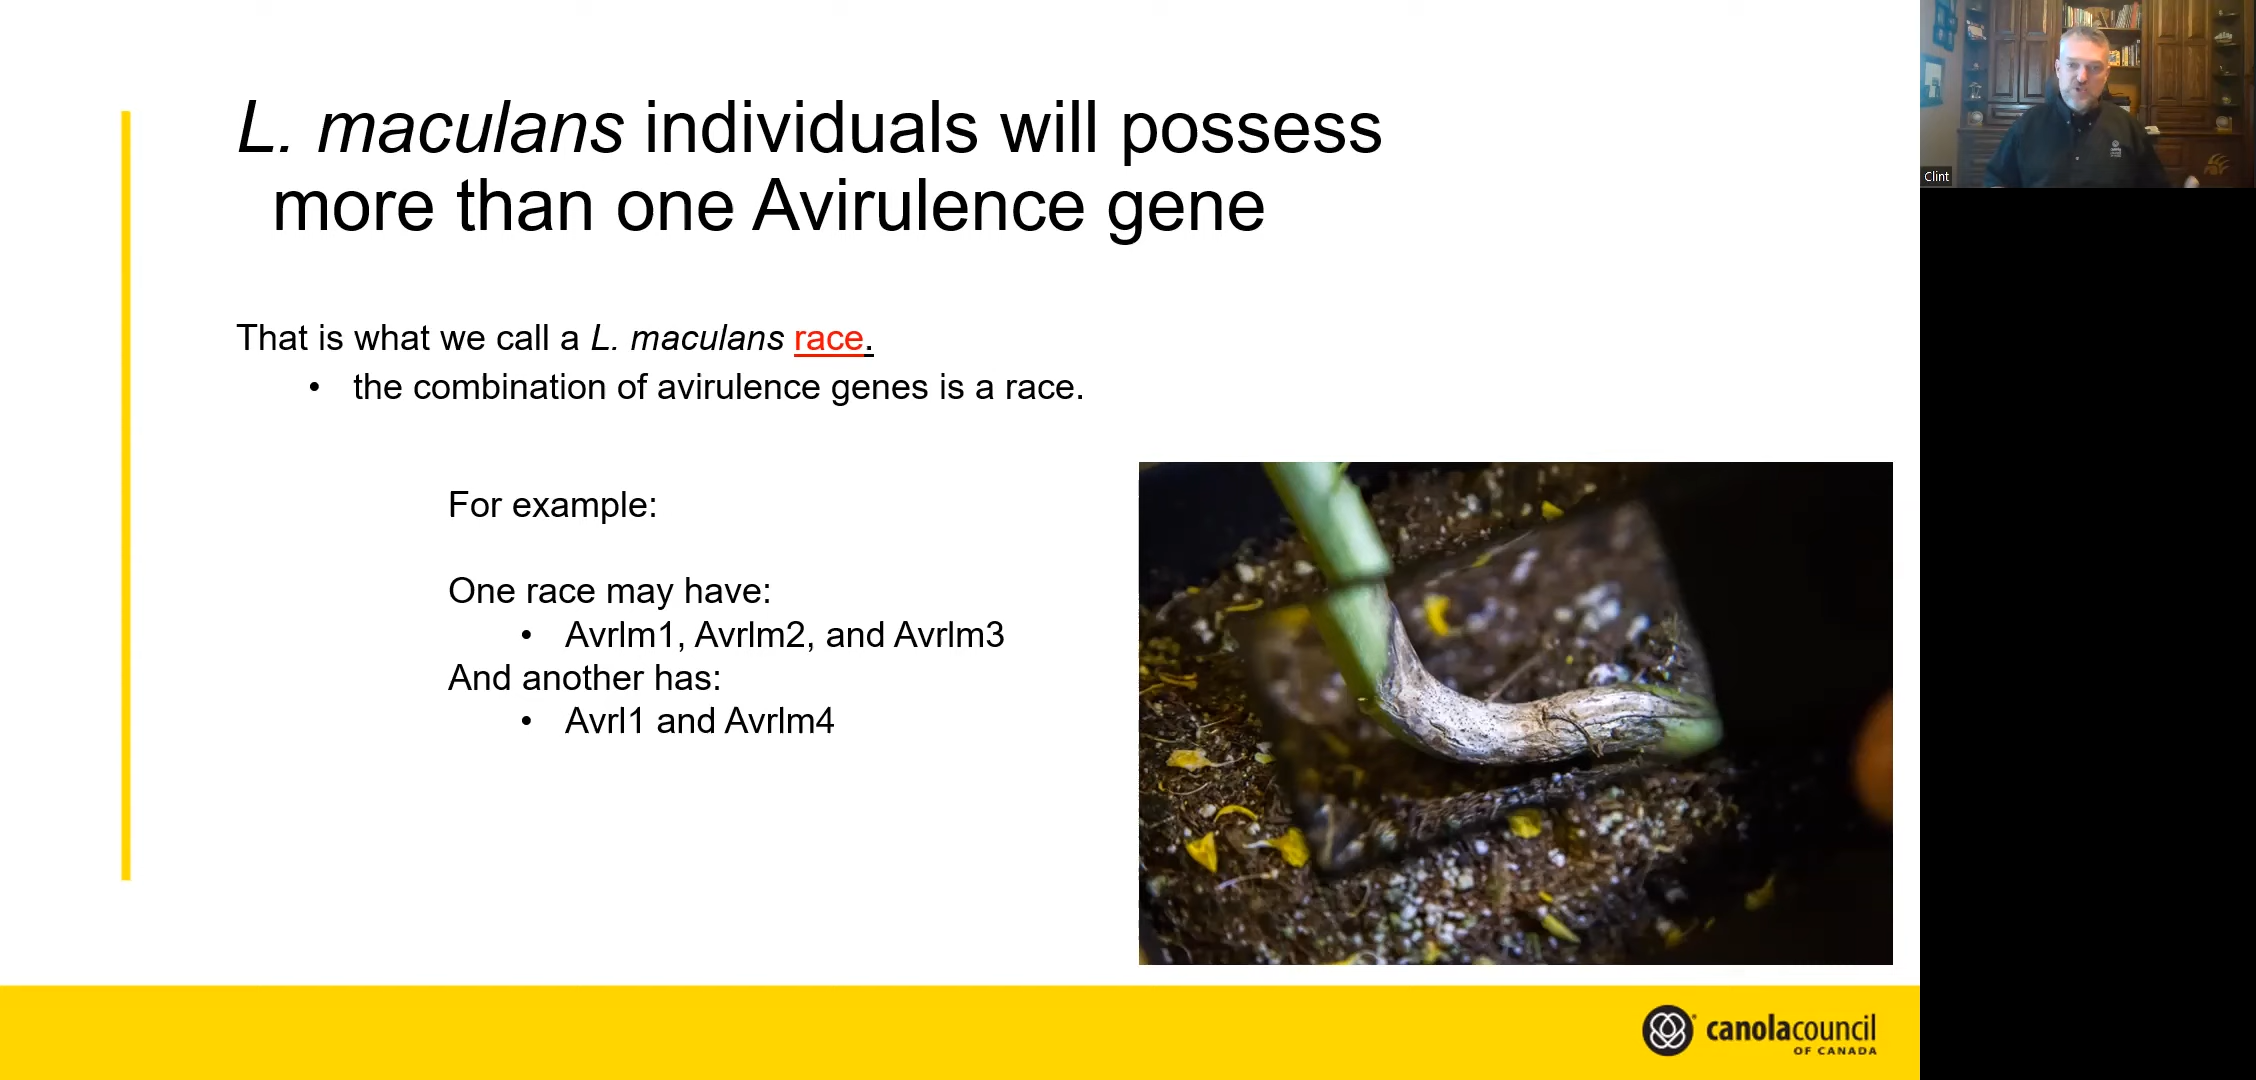 L. maculans individuals will possess
more than one Avirulence gene
That is what we call a L. maculans race.
• the combination of avirulence genes is a race.
For example:
One race may have:
• Avrlm1, Avrlm2, and Avrlm3
And another has:
• Avrl1 and Avrlm4
canolacouncil
OF CANADA
Clint